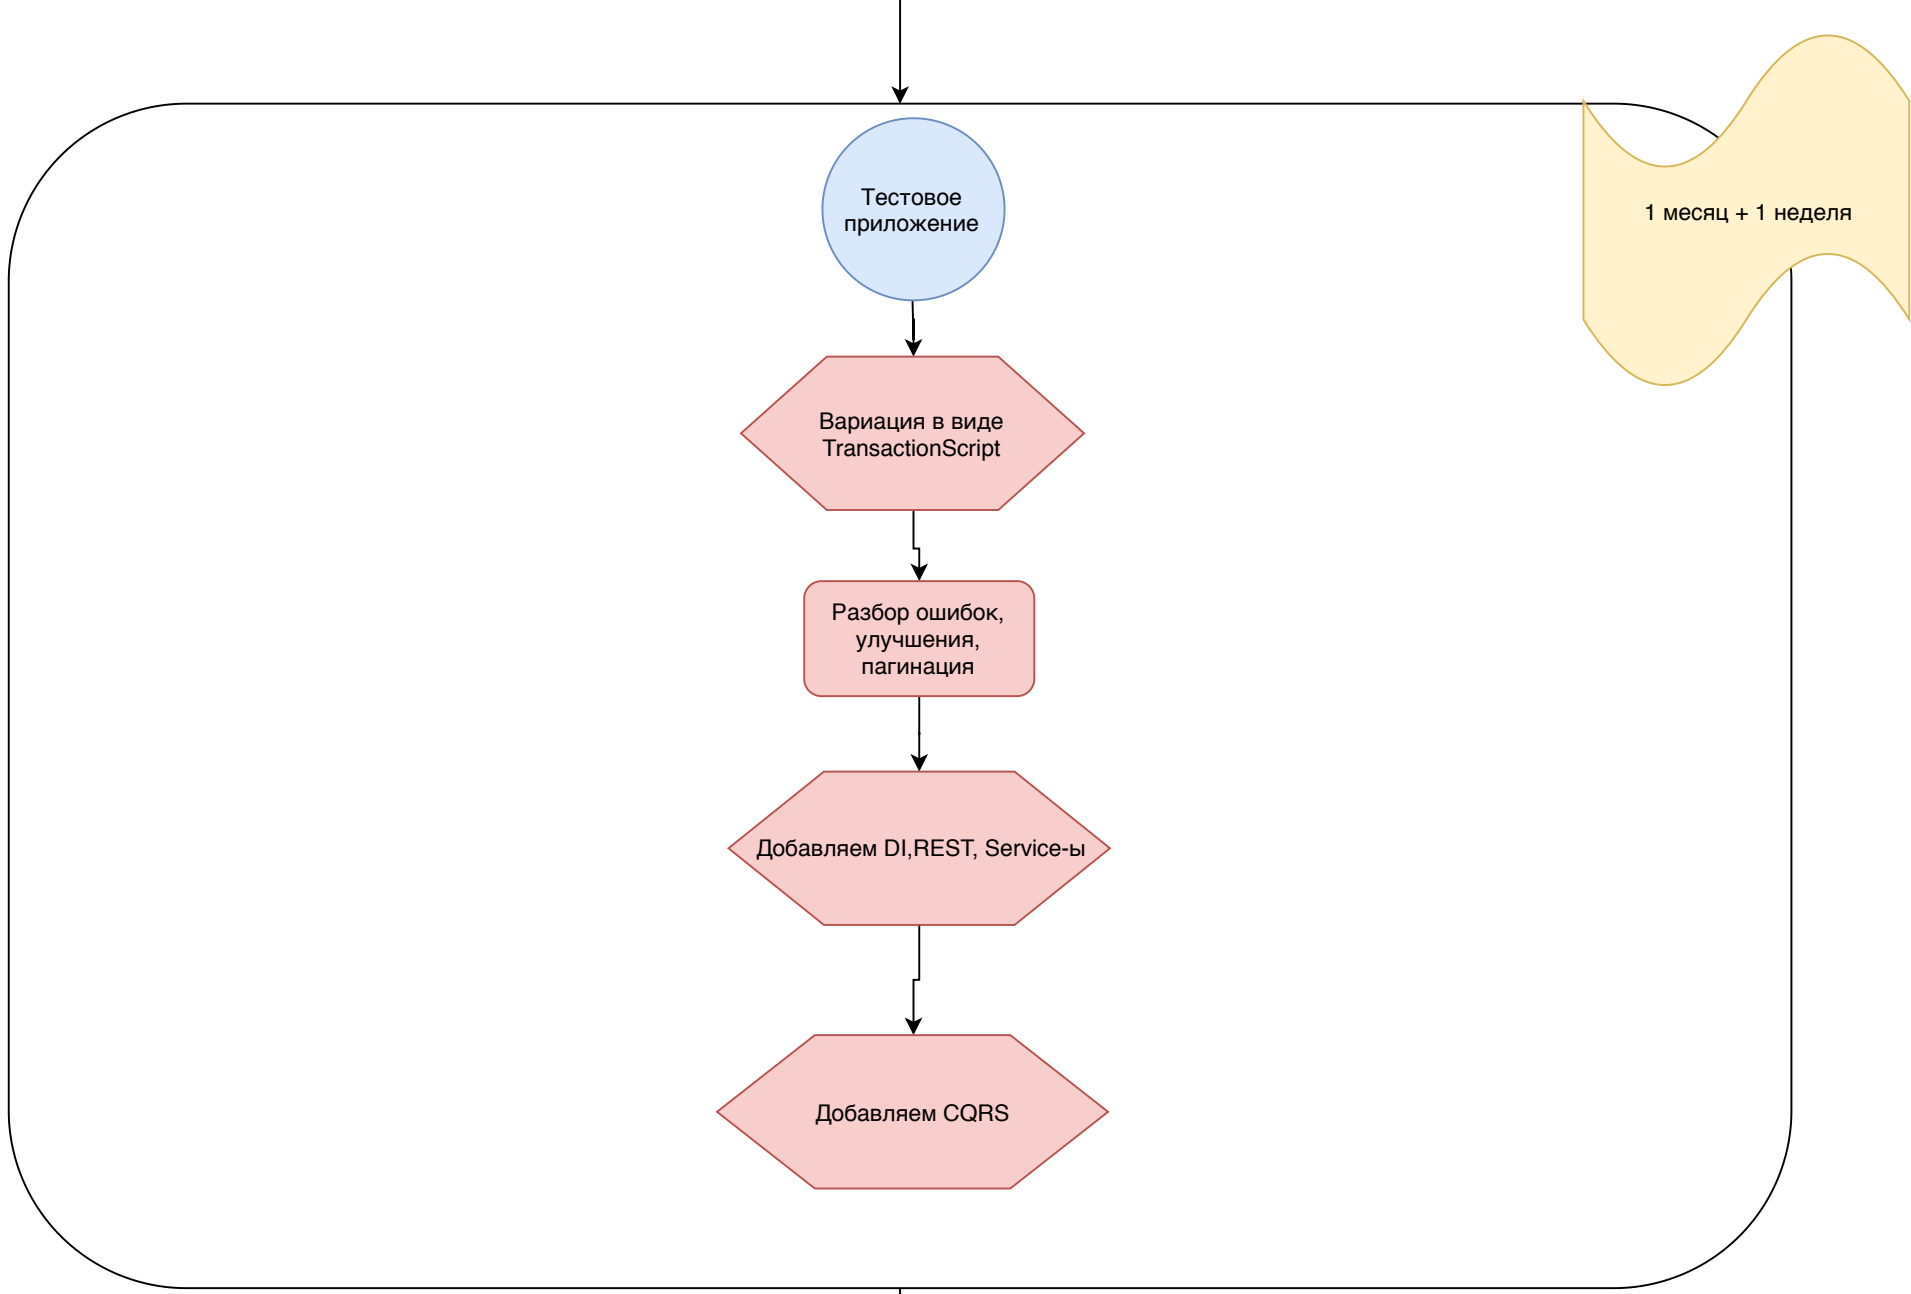 Тестовое
приложение
1 месяц + 1 неделя
Вариация в виде
TransactionScript
Разбор ошибок,
улучшения,
пагинация
Добавляем DI,REST, Service-ы
Добавляем CQRS